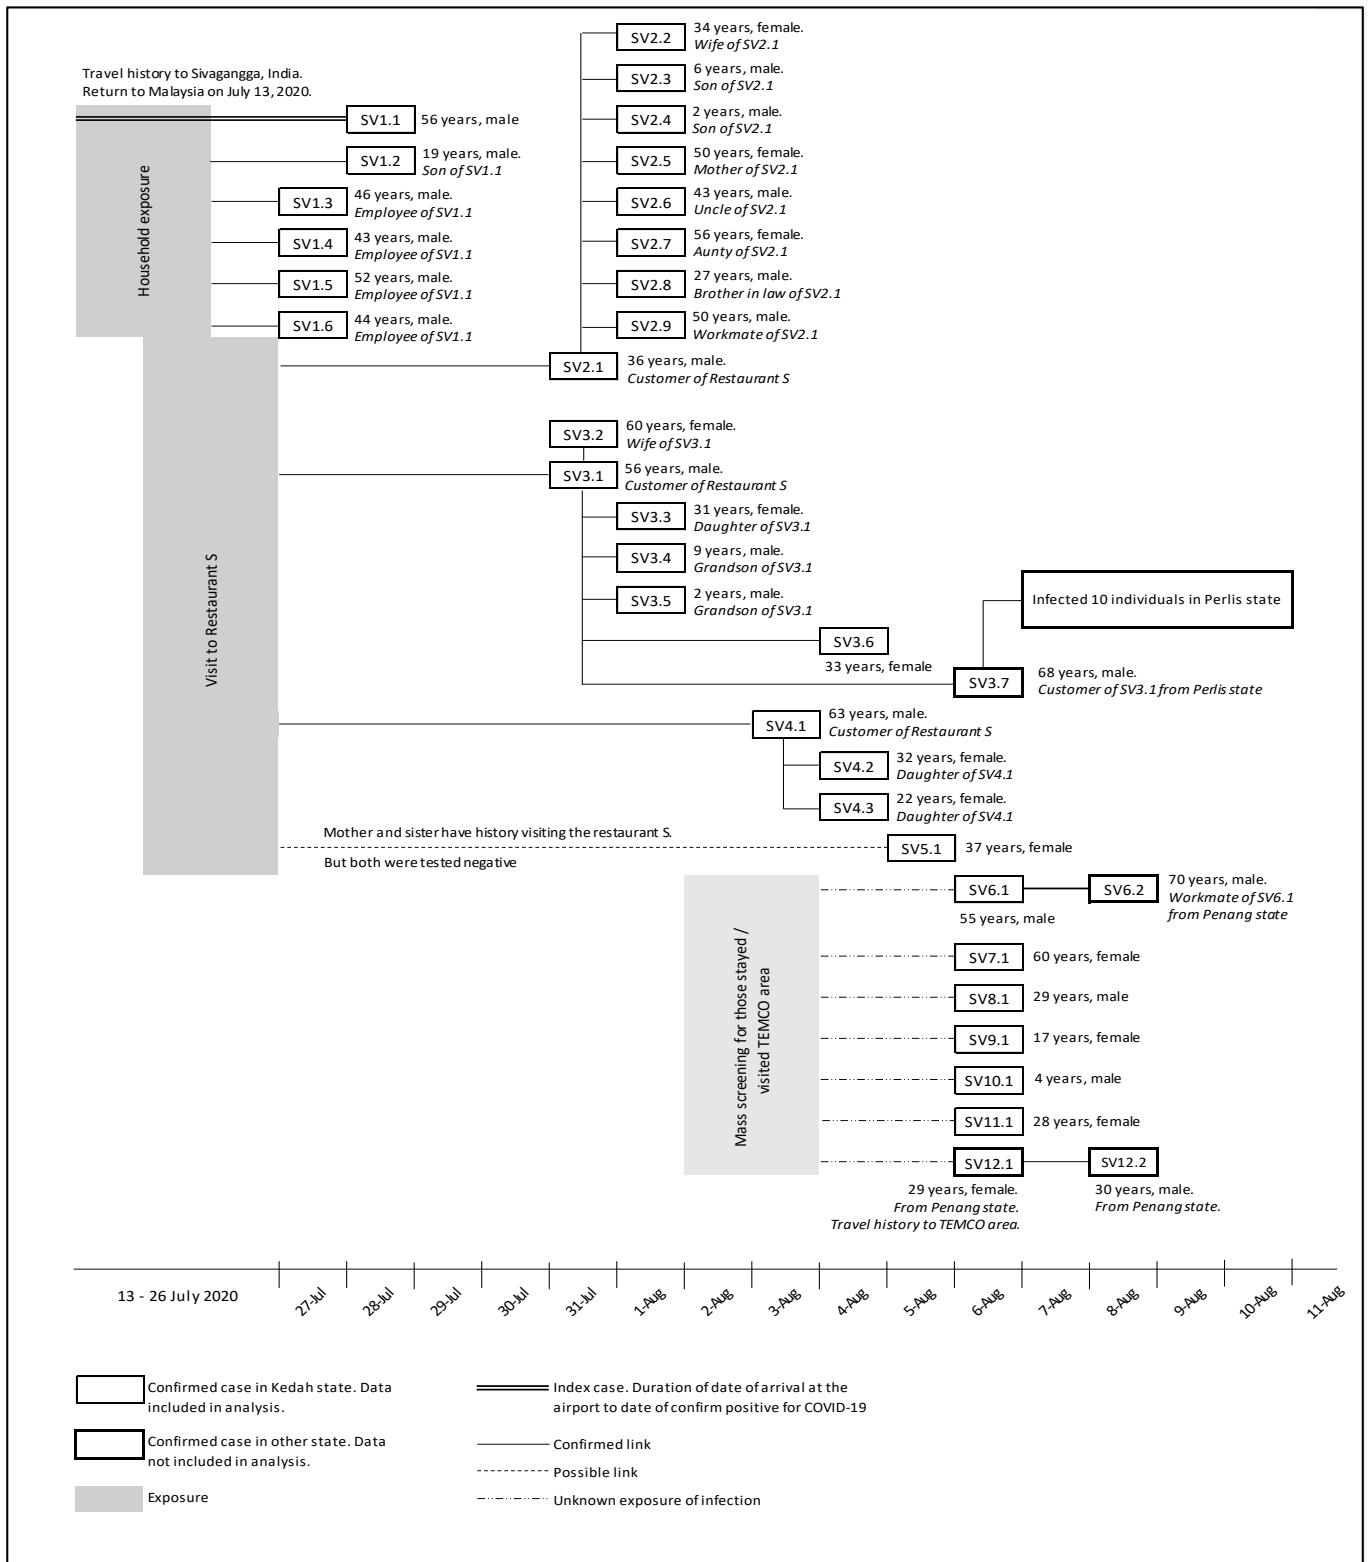 Travel history to Sivagangga, India.
Return to Malaysia on July 13, 2020.
Household exposure
SV1.1
56 years, male
SV1.2
19 years, male.
Son of SV1.1
SV1.3
46 years, male.
Employee of SV1.1
SV1.4
43 years, male.
Employee of SV1.1
SV1.5
52 years, male.
Employee of SV1.1
SV1.6
44 years, male.
Employee of SV1.1
SV2.2
34 years, female.
Wife of SV2.1
SV2.3
6 years, male.
Son of SV2.1
SV2.4
2 years, male.
Son of SV2.1
SV2.5
50 years, female.
Mother of SV2.1
SV2.6
43 years, male.
Uncle of SV2.1
SV2.7
56 years, female.
Aunty of SV2.1
SV2.8
27 years, male.
Brother in law of SV2.1
SV2.9
50 years, male.
Workmate of SV2.1
SV2.1
36 years, male.
Customer of Restaurant S
Visit to Restaurant S
SV3.2
60 years, female.
Wife of SV3.1
SV3.1
56 years, male.
Customer of Restaurant S
SV3.3
31 years, female.
Daughter of SV3.1
SV3.4
9 years, male.
Grandson of SV3.1
SV3.5
2 years, male.
Grandson of SV3.1
SV3.6
33 years, female
Infected 10 individuals in Perlis state
SV3.7
68 years, male.
Customer of SV3.1 from Perlis state
SV4.1
63 years, male.
Customer of Restaurant S
SV4.2
32 years, female.
Daughter of SV4.1
SV4.3
22 years, female.
Daughter of SV4.1
Mother and sister have history visiting the restaurant S.
But both were tested negative
SV5.1
37 years, female
Mass screening for those stayed /
visited TEMCO area
SV6.1
55 years, male
SV6.2
70 years, male.
Workmate of SV6.1
from Penang state
SV7.1
60 years, female
SV8.1
29 years, male
SV9.1
17 years, female
SV10.1
4 years, male
SV11.1
28 years, female
SV12.1
29 years, female.
From Penang state.
Travel history to TEMCO area.
SV12.2
30 years, male.
From Penang state.
13 - 26 July 2020
27-Jul
28-Jul
29-Jul
30-Jul
31-Jul
1-Aug
2-Aug
3-Aug
4-Aug
5-Aug
6-Aug
7-Aug
8-Aug
9-Aug
10-Aug
11-Aug
Confirmed case in Kedah state. Data
included in analysis.
Confirmed case in other state. Data
not included in analysis.
Exposure
Index case. Duration of date of arrival at the
airport to date of confirm positive for COVID-19
Confirmed link
Possible link
Unknown exposure of infection